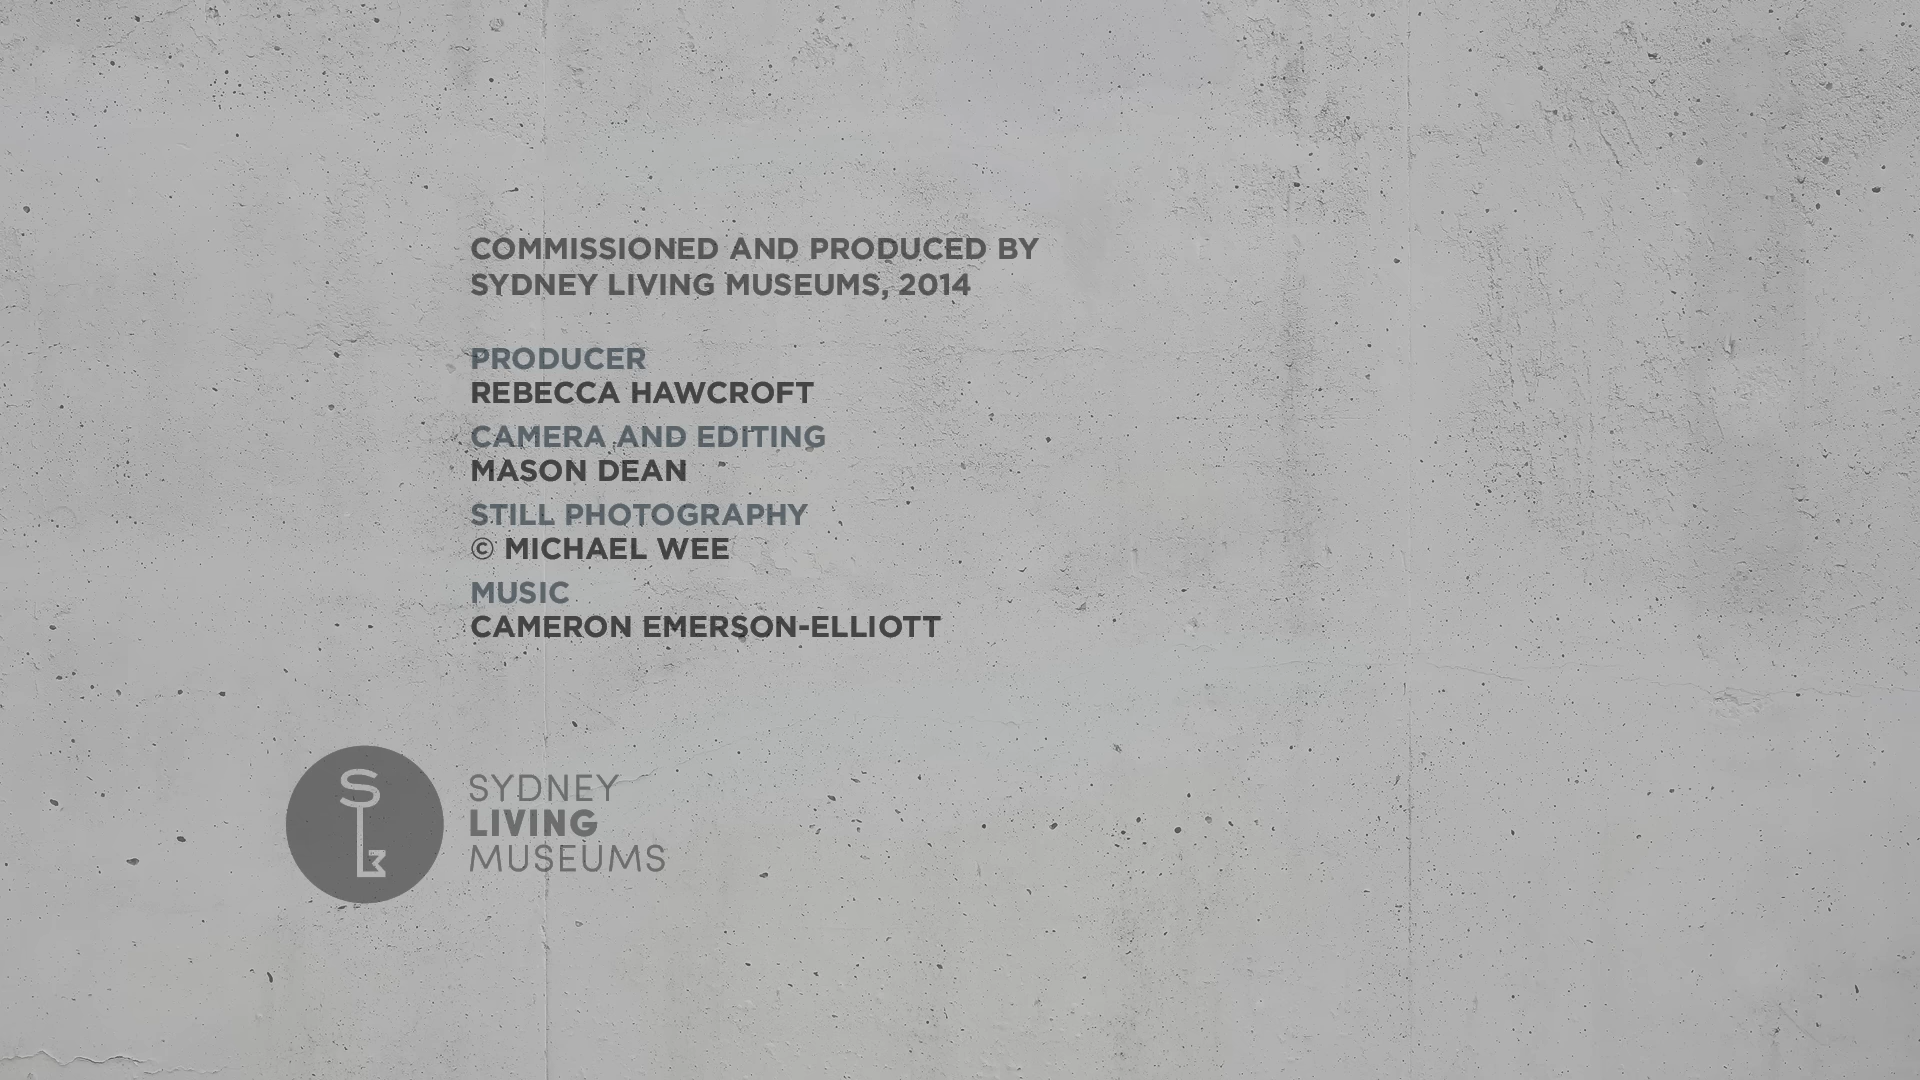 COMMISSIONED AND PRODUCED BY
SYDNEY LIVING MUSEUMS, 2014
PRODUCER
REBECCA HAWCROFT
CAMERA AND EDITING
MASON DEAN
STILL PHOTOGRAPHY
© MICHAEL WEE
MUSIC
CAMERON EMERSON-ELLIOTT
SLM
SYDNEY
LIVING
MUSEUMS